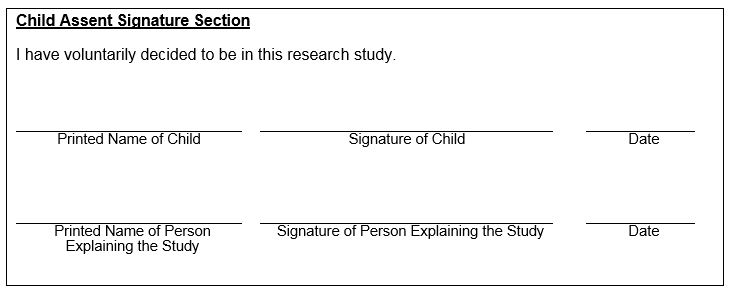 Child Assent Signature Section
I have voluntarily decided to be in this research study.
Printed Name of Child Signature of Child Date
Printed Name of Person Signature of Person Explaining the Study Date
Explaining the Study